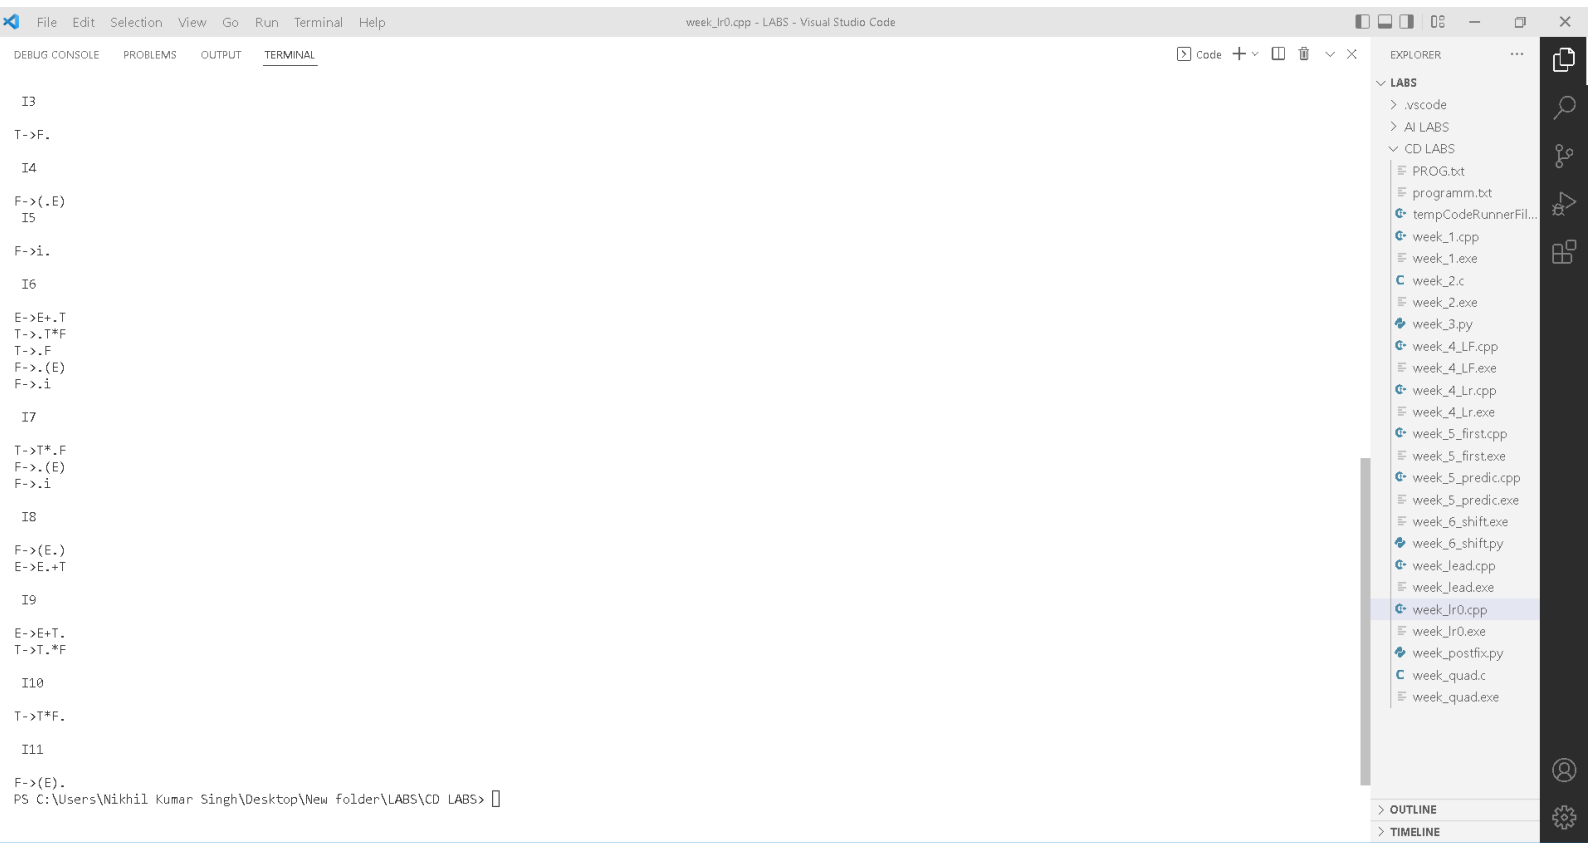 File Edit Selection View Go Run Terminal Help
week_lr0.cpp - LABS - Visual Studio Code
DEBUG CONSOLE PROBLEMS OUTPUT TERMINAL
Code
I3
T->F.
I4
F->(.E)
I5
F->i.
I6
E->E+.T
T->.T*F
T->.F
F->.(E)
F->.i
I7
T->T*.F
F->.(E)
F->.i
I8
F->(E.)
E->E.+T
I9
E->E+T.
T->T.*F
I10
T->T*F.
I11
F->(E).
PS C:\Users\Nikhil Kumar Singh\Desktop\New folder\LABS\CD LABS>
EXPLORER
LABS
.vscode
AI LABS
CD LABS
PROG.txt
programm.txt
tempCodeRunnerFil...
week_1.cpp
week_1.exe
week_2.c
week_2.exe
week_3.py
week_4_LF.cpp
week_4_LF.exe
week_4_Lr.cpp
week_4_Lr.exe
week_5_first.cpp
week_5_first.exe
week_5_predic.cpp
week_5_predic.exe
week_6_shift.exe
week_6_shift.py
week_lead.cpp
week_lead.exe
week_lr0.cpp
week_lr0.exe
week_postfix.py
week_quad.c
week_quad.exe
OUTLINE
TIMELINE